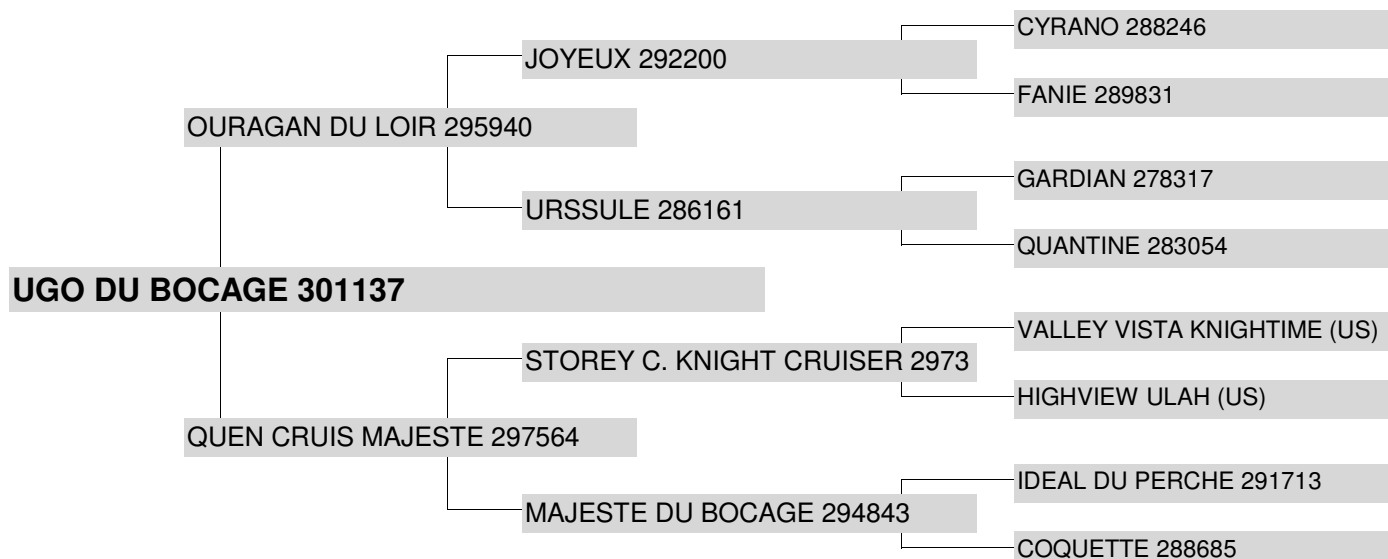 CYRANO 288246
JOYEUX 292200
FANIE 289831
OURAGAN DU LOIR 295940
GARDIAN 278317
URSSULE 286161
QUANTINE 283054
UGO DU BOCAGE 301137
VALLEY VISTA KNIGHTIME (US)
STOREY C. KNIGHT CRUISER 2973
HIGHVIEW ULAH (US)
QUEN CRUIS MAJESTE 297564
IDEAL DU PERCHE 291713
MAJESTE DU BOCAGE 294843
COQUETTE 288685